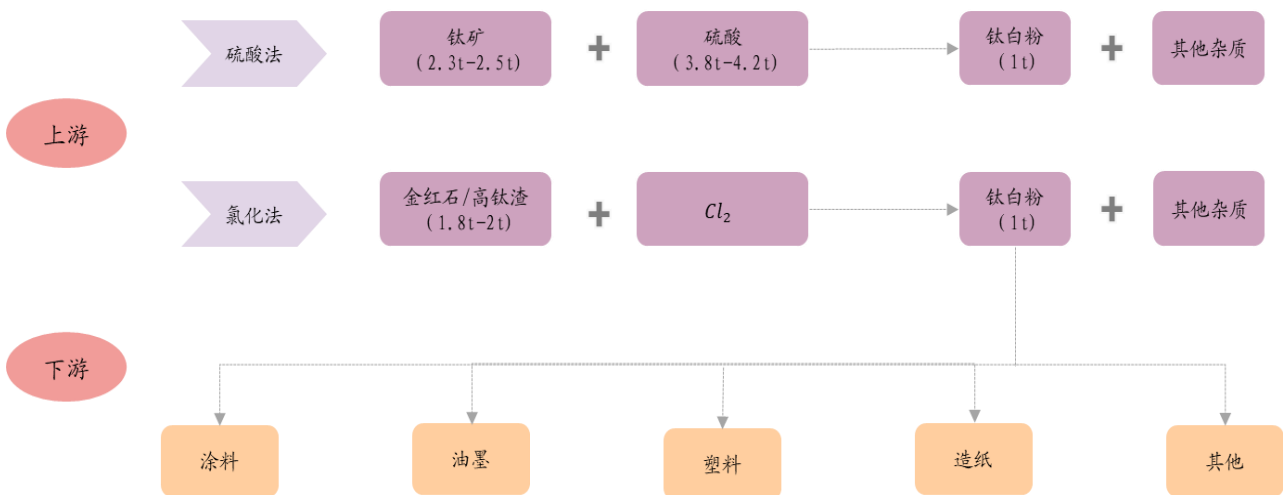 硫酸法
钛矿
(2.3t-2.5t)
+
硫酸
(3.8t-4.2t)
钛白粉
(1t)
+
其他杂质
上游
氯化法
金红石/高钛渣
(1.8t-2t)
+
Cl₂
钛白粉
(1t)
+
其他杂质
下游
涂料
油墨
塑料
造纸
其他